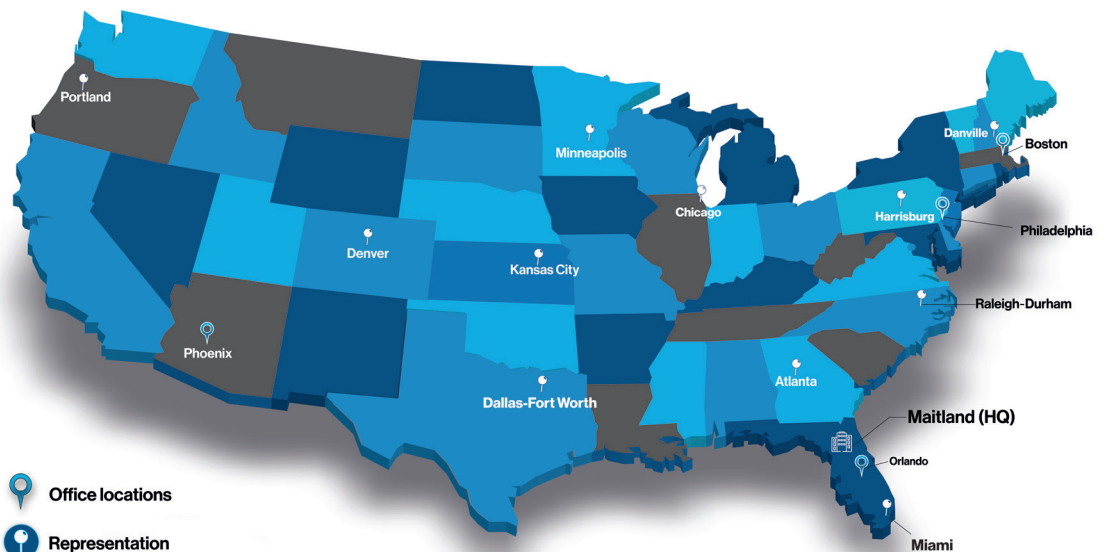 Portland
Minneapolis
Danville
Boston
Chicago
Harrisburg
Philadelphia
Denver
Kansas City
Raleigh-Durham
Phoenix
Atlanta
Dallas-Fort Worth
Maitland (HQ)
Orlando
Office locations
Representation
Miami